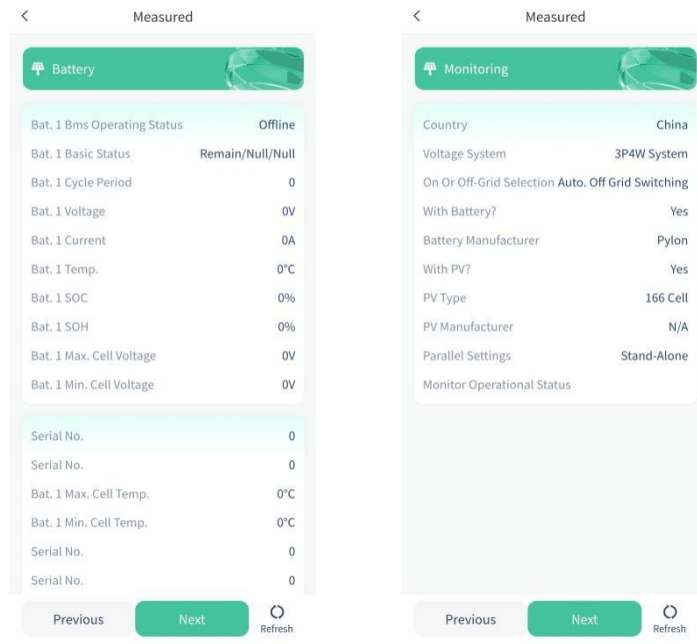 Measured
Battery
Bat. 1 Bms Operating Status Offline
Bat. 1 Basic Status Remain/Null/Null
Bat. 1 Cycle Period 0
Bat. 1 Voltage 0V
Bat. 1 Current 0A
Bat. 1 Temp. 0°C
Bat. 1 SOC 0%
Bat. 1 SOH 0%
Bat. 1 Max. Cell Voltage 0V
Bat. 1 Min. Cell Voltage 0V
Serial No. 0
Serial No. 0
Bat. 1 Max. Cell Temp. 0°C
Bat. 1 Min. Cell Temp. 0°C
Serial No. 0
Serial No. 0
Previous Next Refresh
Measured
Monitoring
Country China
Voltage System 3P4W System
On Or Off-Grid Selection Auto. Off Grid Switching
With Battery? Yes
Battery Manufacturer Pylon
With PV? Yes
PV Type 166 Cell
PV Manufacturer N/A
Parallel Settings Stand-Alone
Monitor Operational Status
Previous Next Refresh